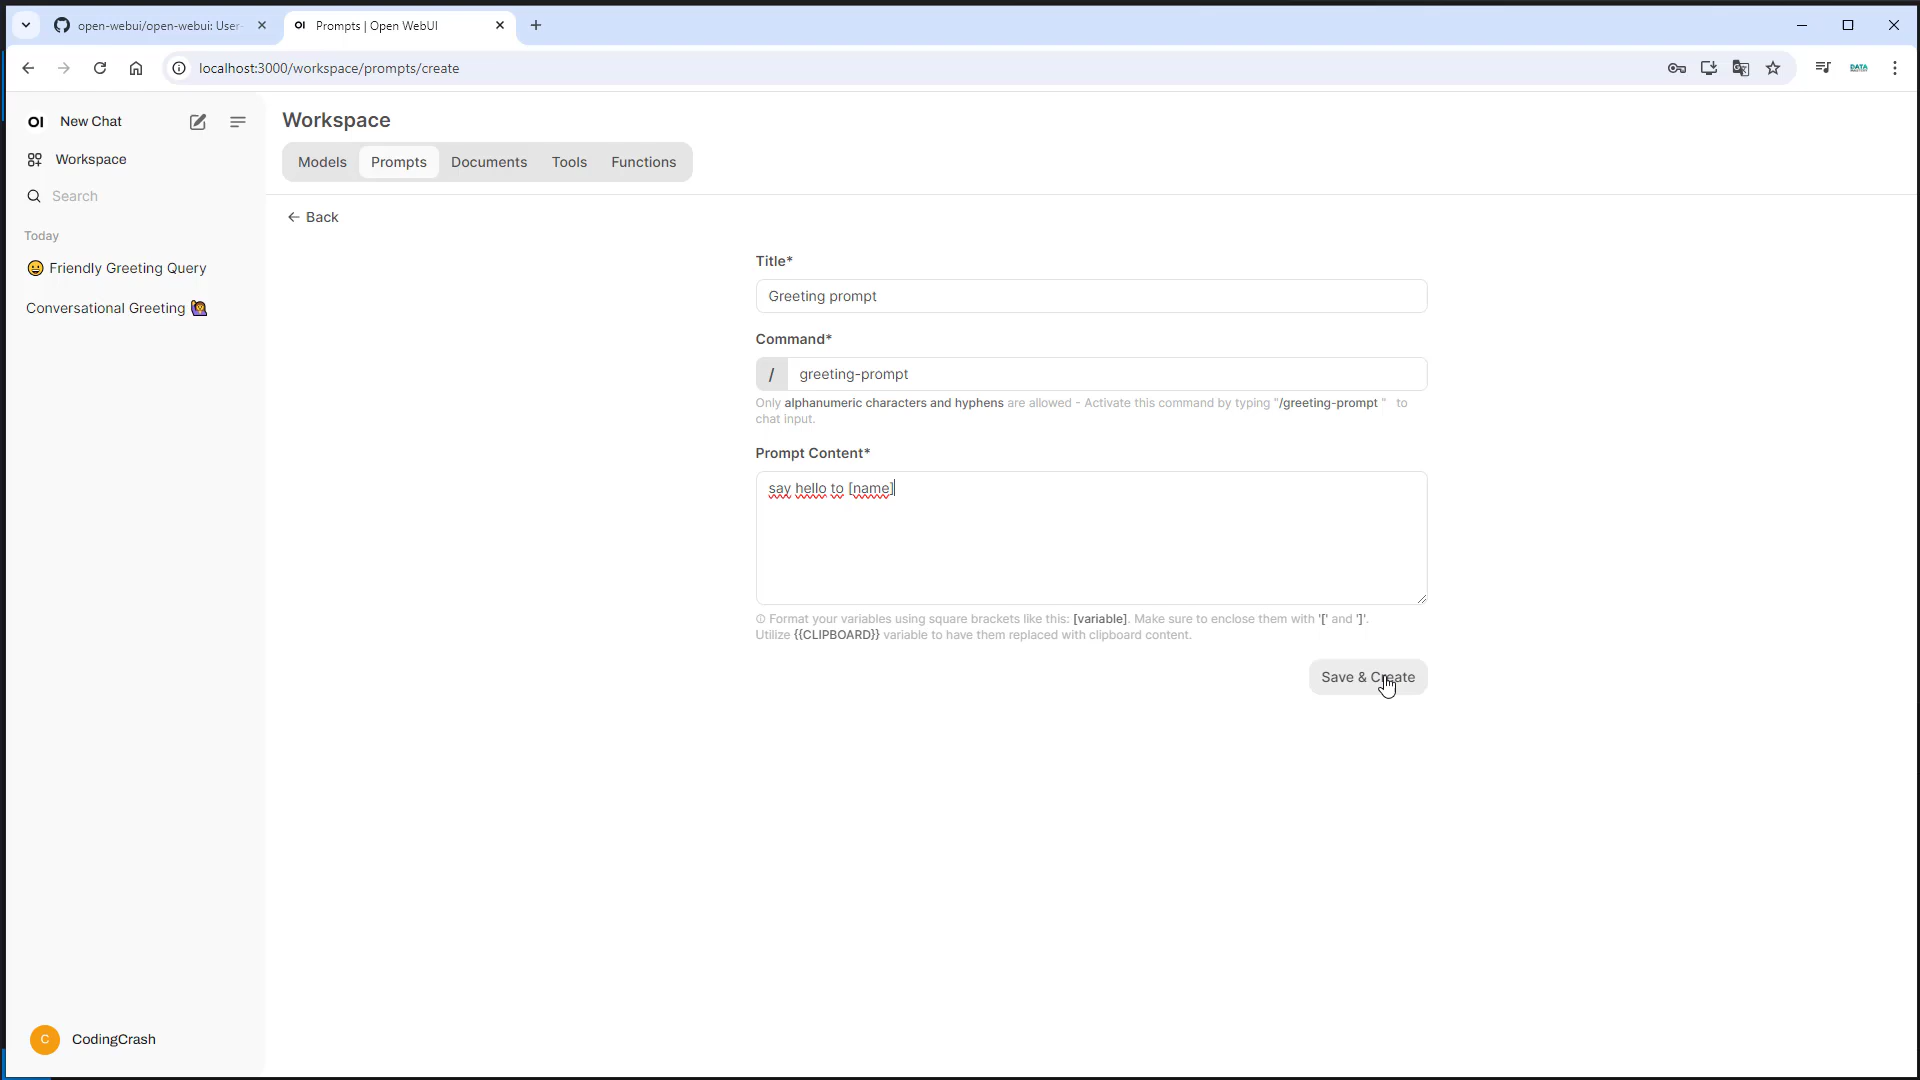 open-webui/open-webui: User-
Prompts | Open WebUI
localhost:3000/workspace/prompts/create
DATA
OI New Chat
Workspace
Search
Today
😀 Friendly Greeting Query
Conversational Greeting 🙋
C CodingCrash
Workspace
Models Prompts Documents Tools Functions
← Back
Title*
Greeting prompt
Command*
/ greeting-prompt
Only alphanumeric characters and hyphens are allowed - Activate this command by typing "/greeting-prompt " to
chat input.
Prompt Content*
say hello to [name]
ⓘ Format your variables using square brackets like this: [variable]. Make sure to enclose them with '[' and ']'.
Utilize {{CLIPBOARD}} variable to have them replaced with clipboard content.
Save & Create